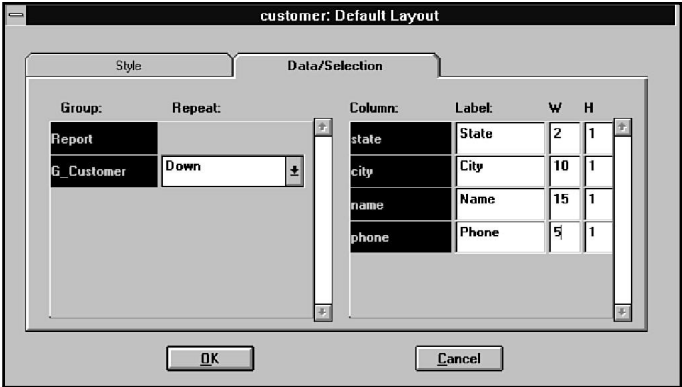 customer: Default Layout
Style Data/Selection
Group: Repeat: Column: Label: W H
Report state State 2 1
G_Customer Down city City 10 1
name Name 15 1
phone Phone 5 1
OK Cancel